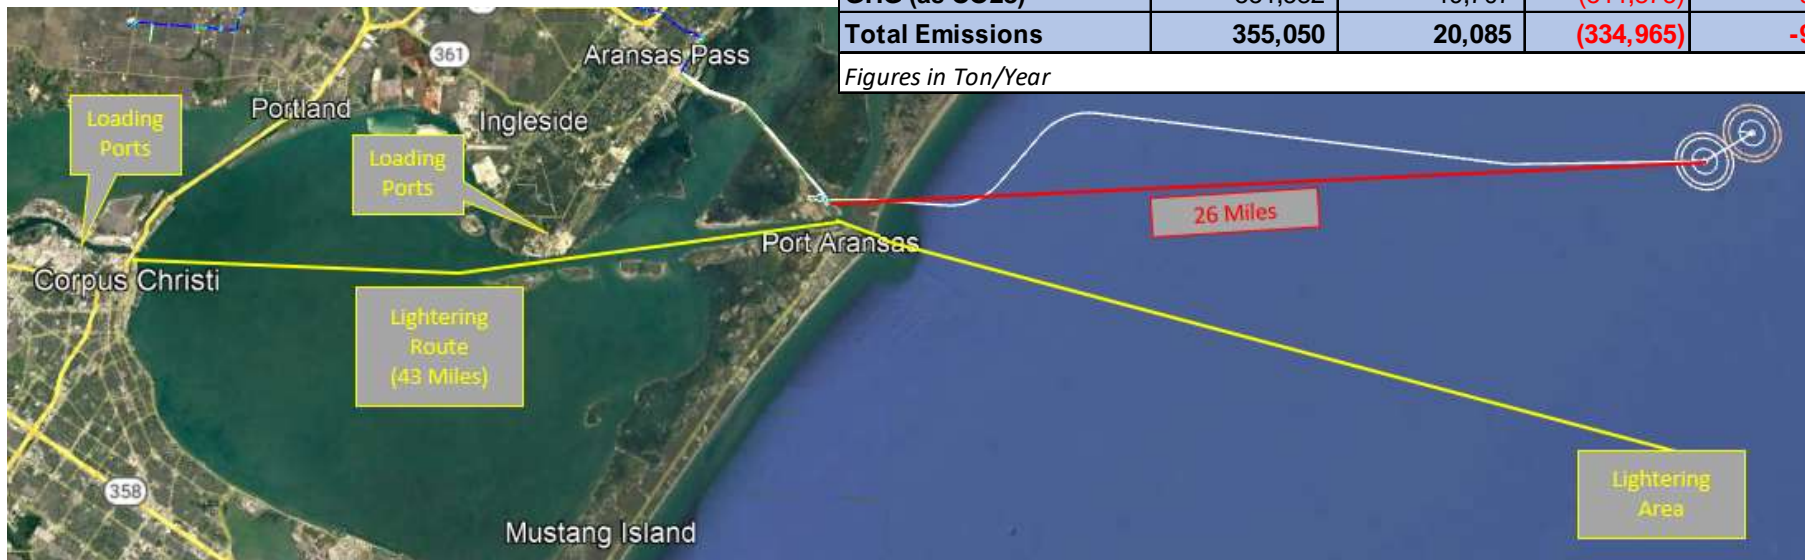 Total Emissions 355,050 20,085 (334,965)
Figures in Ton/Year
361
Aransas Pass
Portland
Ingleside
Loading
Ports
Loading
Ports
26 Miles
Port Aransas
Corpus Christi
Lightering
Route
(43 Miles)
Lightering
Area
358
Mustang Island